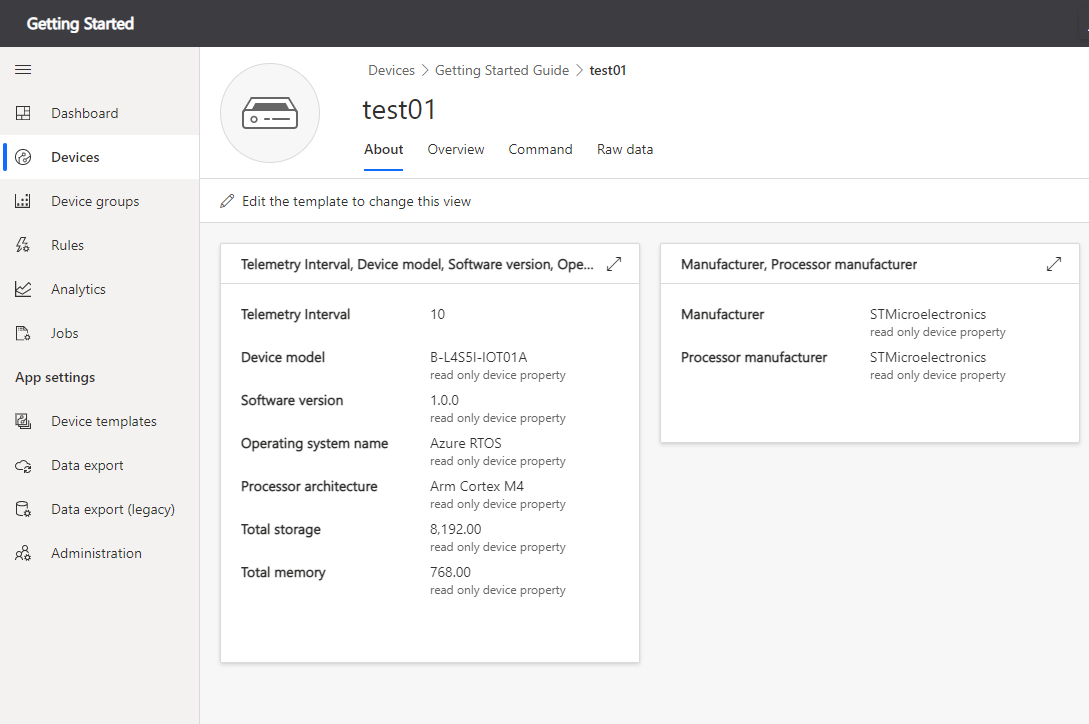 Getting Started
Dashboard
Devices
Device groups
Rules
Analytics
Jobs
App settings
Device templates
Data export
Data export (legacy)
Administration
Devices > Getting Started Guide > test01
test01
About Overview Command Raw data
Edit the template to change this view
Telemetry Interval, Device model, Software version, Ope...
Telemetry Interval 10
Device model B-L4S5I-IOT01A
read only device property
Software version 1.0.0
read only device property
Operating system name Azure RTOS
read only device property
Processor architecture Arm Cortex M4
read only device property
Total storage 8,192.00
read only device property
Total memory 768.00
read only device property
Manufacturer, Processor manufacturer
Manufacturer STMicroelectronics
read only device property
Processor manufacturer STMicroelectronics
read only device property